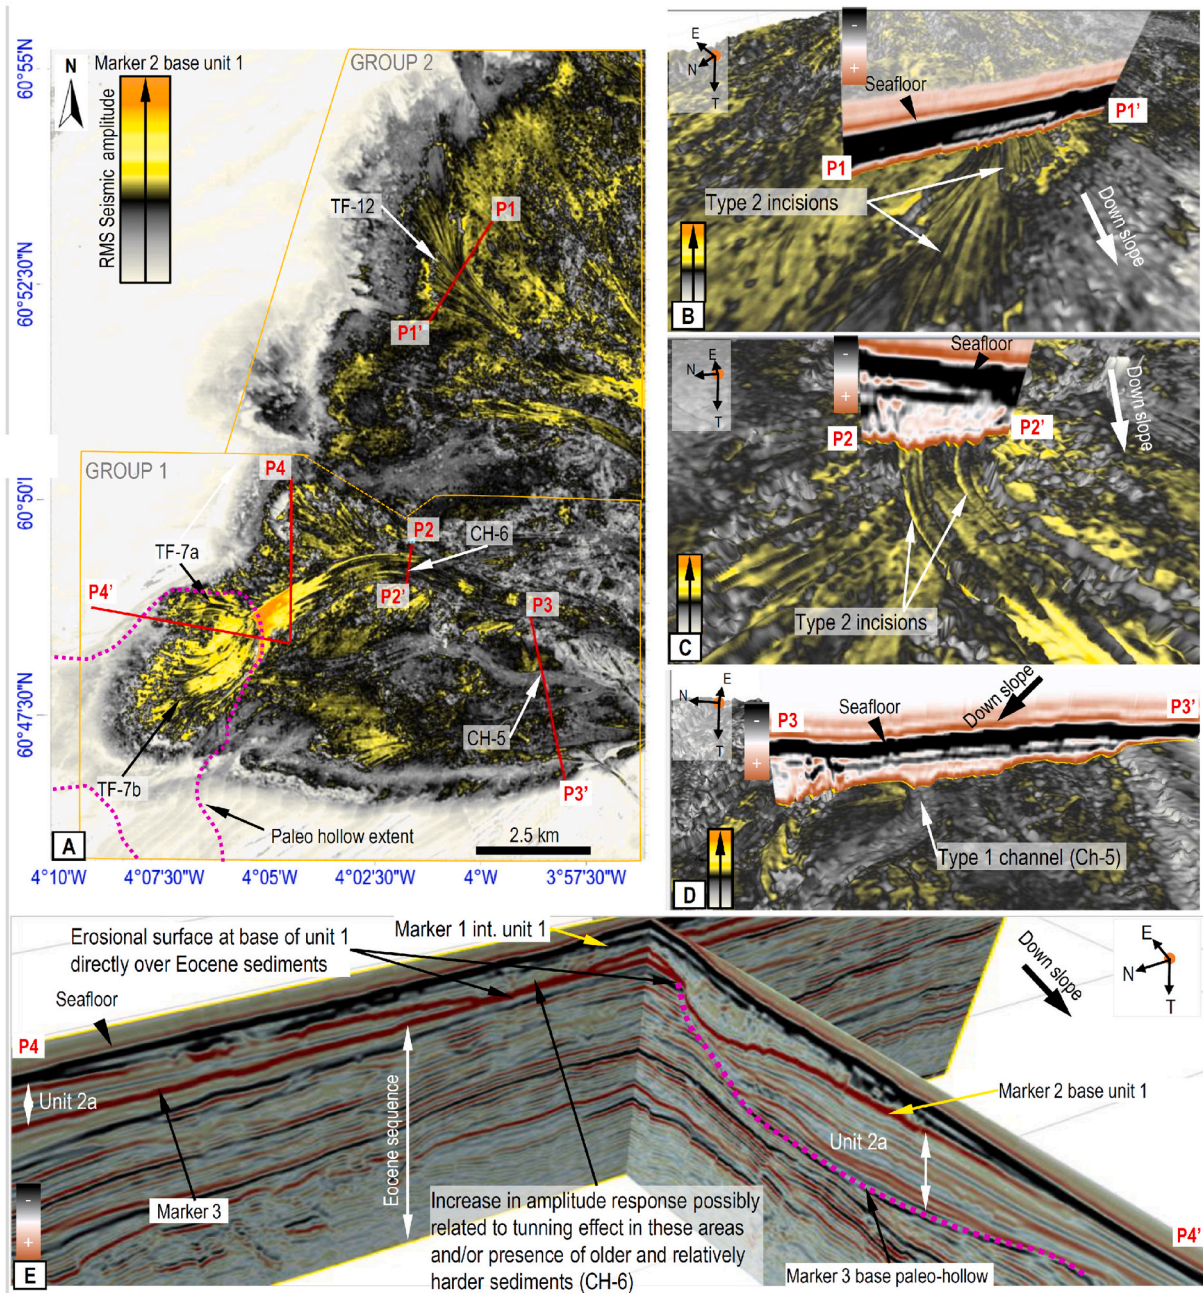 60°55'N
60°52'30"N
60°50'
60°47'30"N
N
Marker 2 base unit 1
RMS Seismic amplitude
GROUP 2
TF-12
P1
P1'
GROUP 1
P4
P2
CH-6
TF-7a
P4'
P2'
P3
CH-5
TF-7b
P3'
Paleo hollow extent
2.5 km
A
4°10'W
4°07'30"W
4°05'W
4°02'30"W
4°W
3°57'30"W
E
N
T
-
+
Seafloor
P1'
P1
Type 2 incisions
Down slope
B
E
N
T
-
+
Seafloor
P2
P2'
Down slope
Type 2 incisions
C
E
N
T
-
+
P3
Seafloor
Down slope
P3'
Type 1 channel (Ch-5)
D
Erosional surface at base of unit 1
directly over Eocene sediments
Marker 1 int. unit 1
Seafloor
P4
Unit 2a
Marker 3
Eocene sequence
Down slope
E
N
T
Marker 2 base unit 1
Unit 2a
Increase in amplitude response possibly
related to tunning effect in these areas
and/or presence of older and relatively
harder sediments (CH-6)
Marker 3 base paleo-hollow
P4'
-
+
E